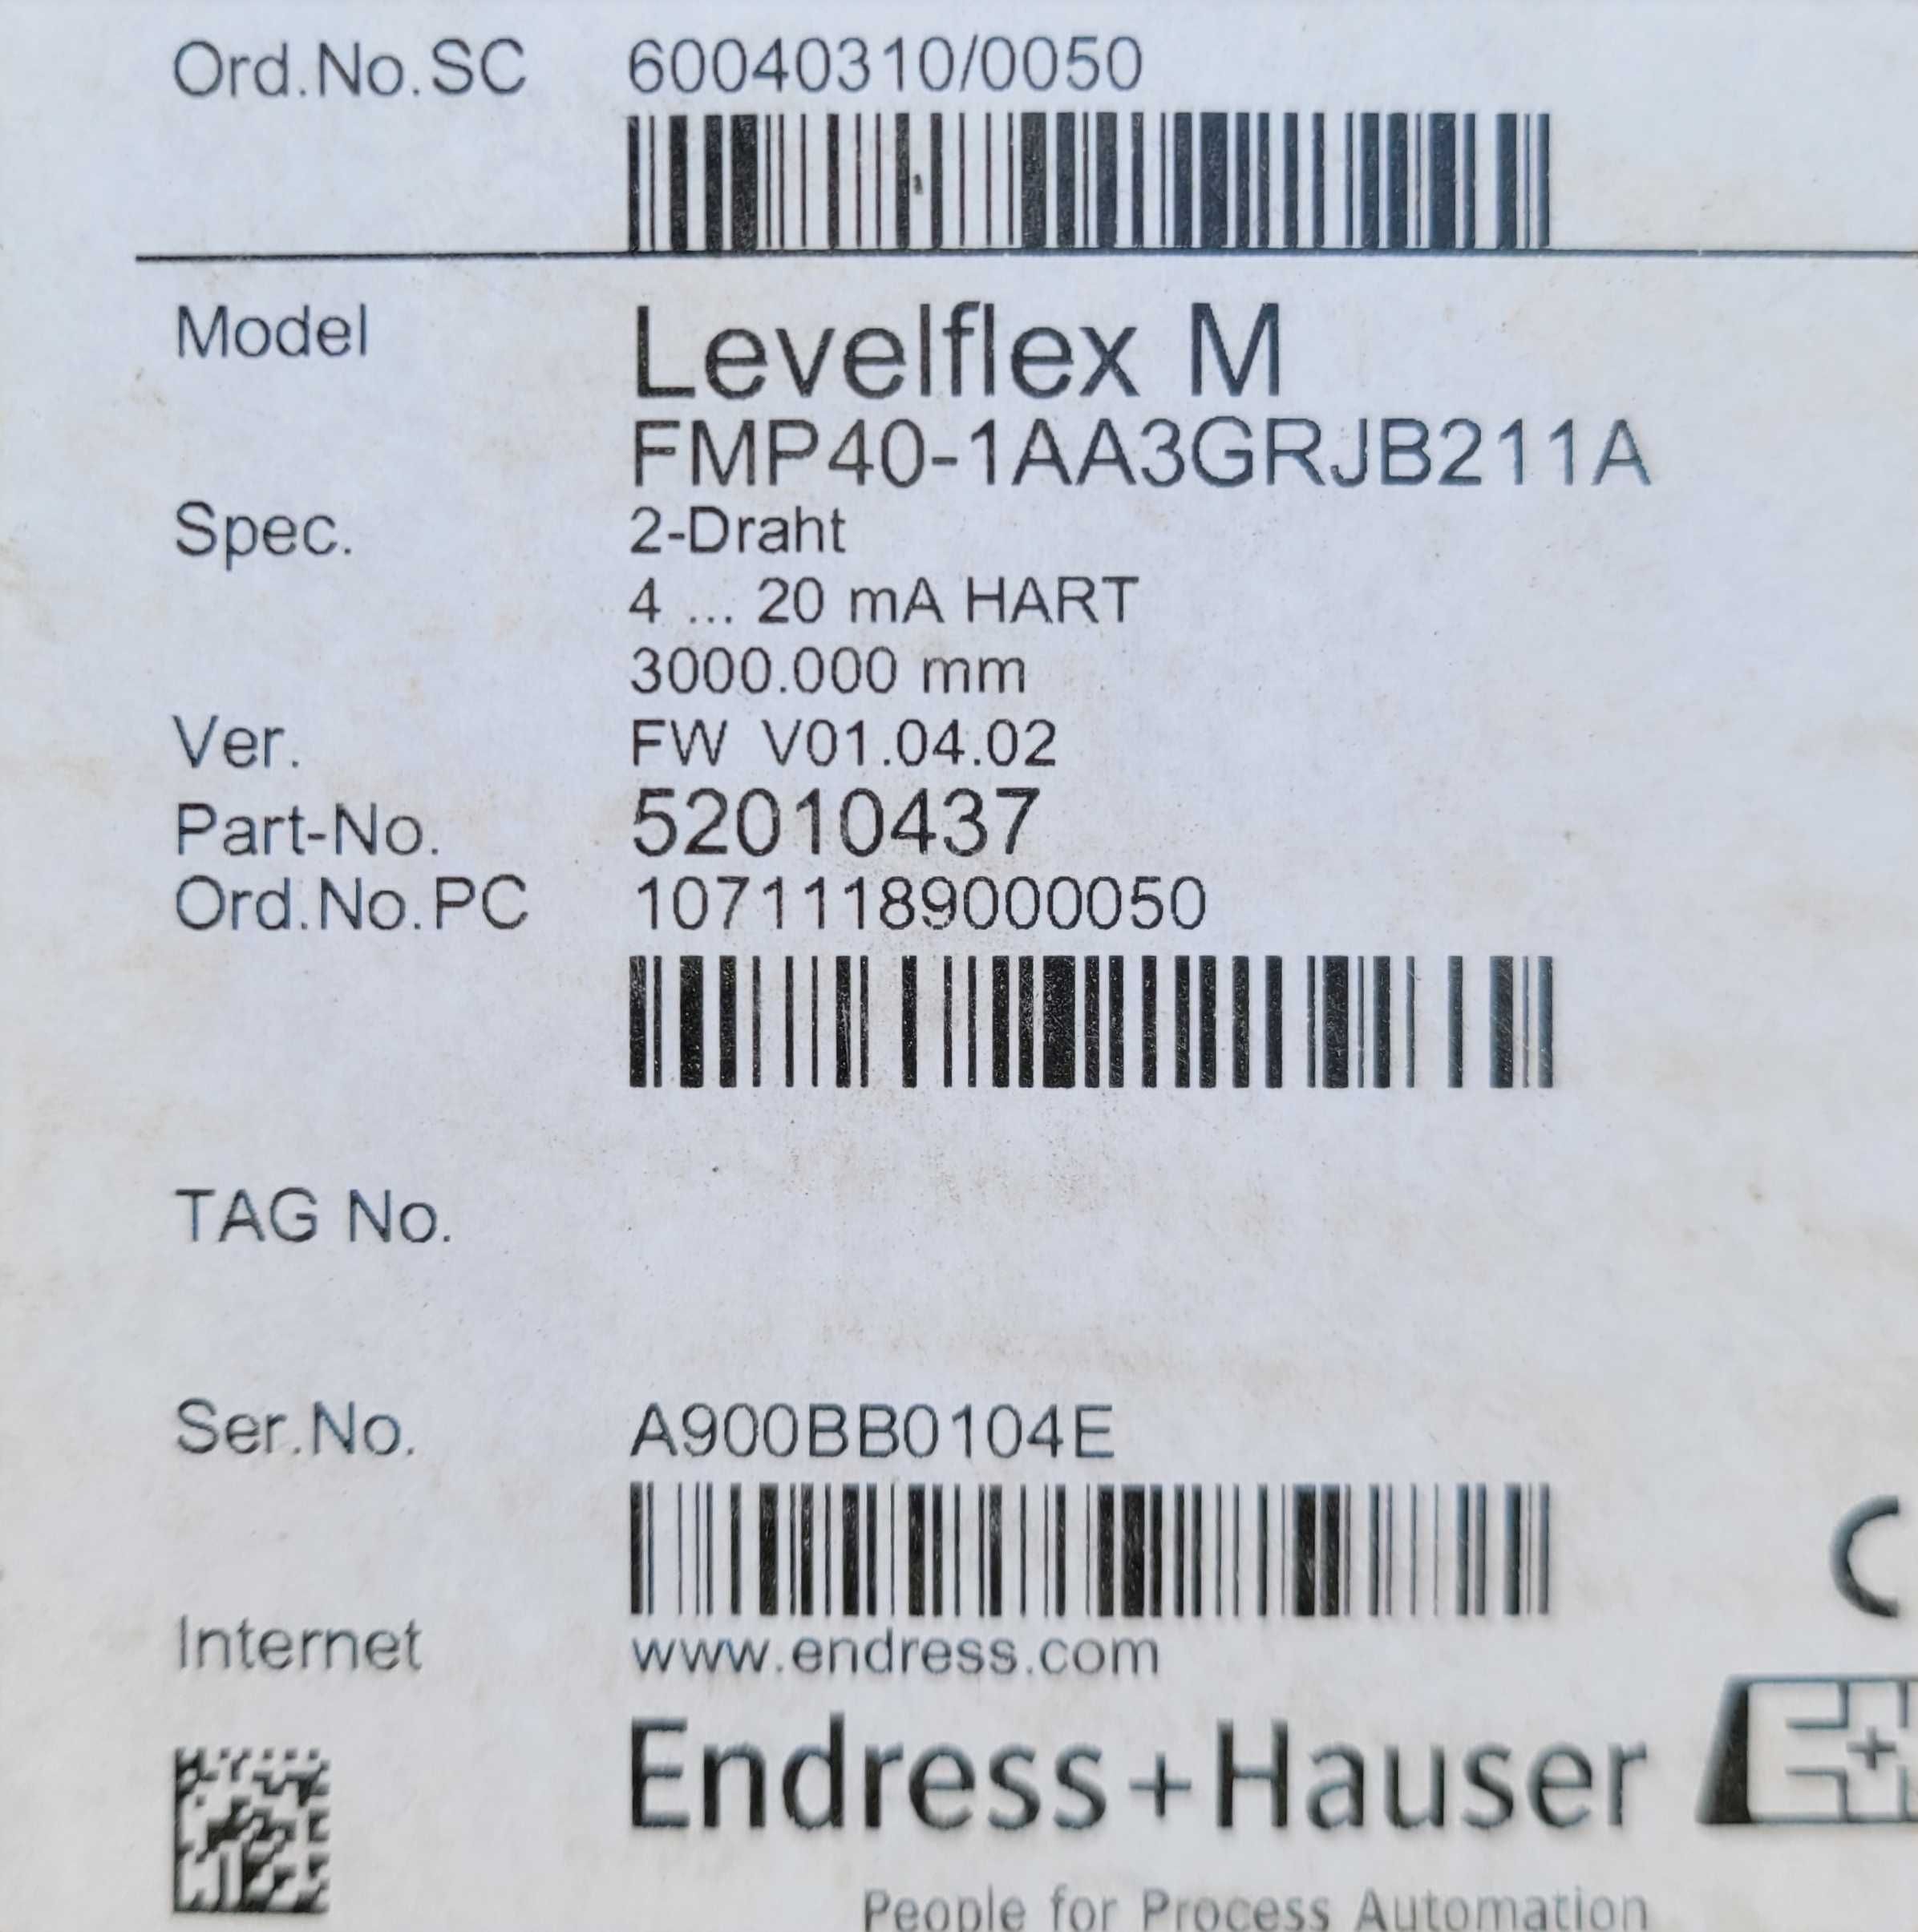 Ord.No.SC 60040310/0050
Model Levelflex M
FMP40-1AA3GRJB211A
Spec. 2-Draht
4 ... 20 mA HART
3000.000 mm
Ver. FW V01.04.02
Part-No. 52010437
Ord.No.PC 10711189000050
TAG No.
Ser.No. A900BB0104E
Internet www.endress.com
Endress+Hauser
People for Process Automation